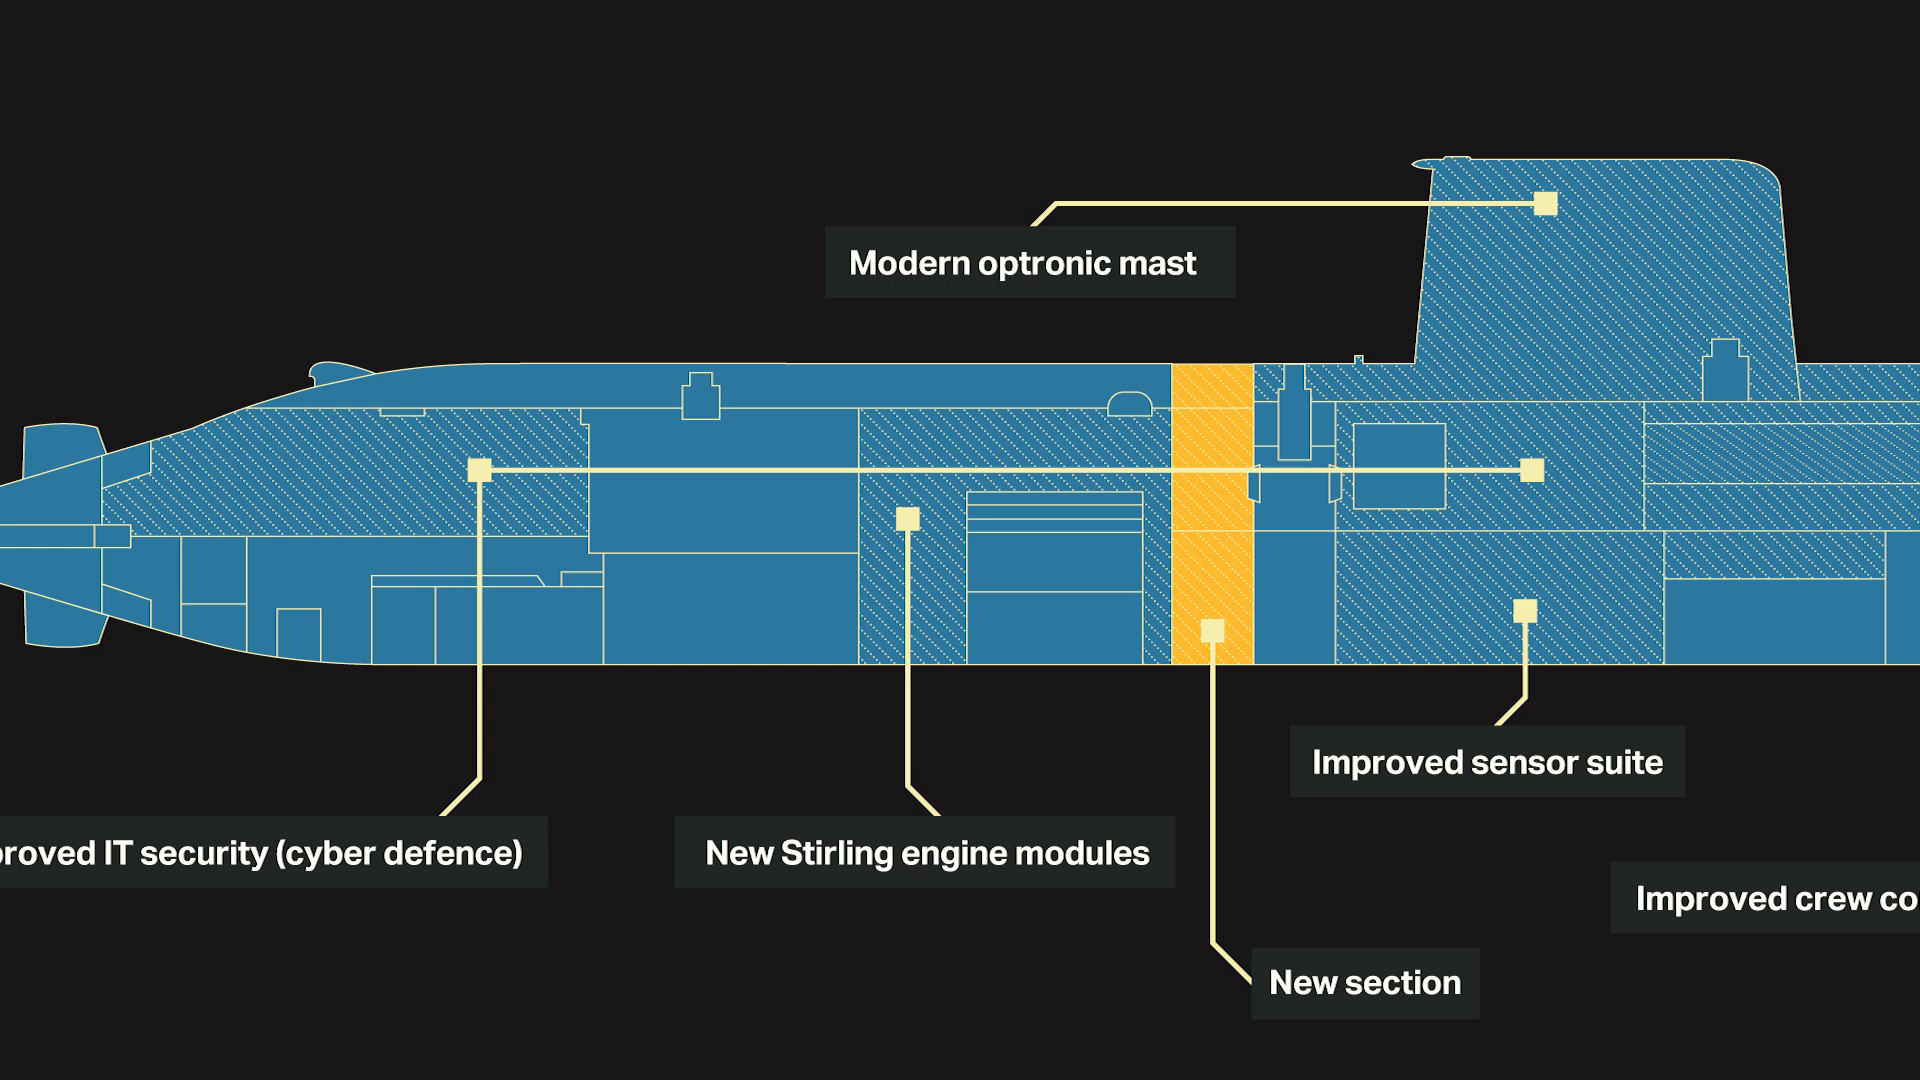 Modern optronic mast
Improved sensor suite
proved IT security (cyber defence)
New Stirling engine modules
Improved crew co
New section